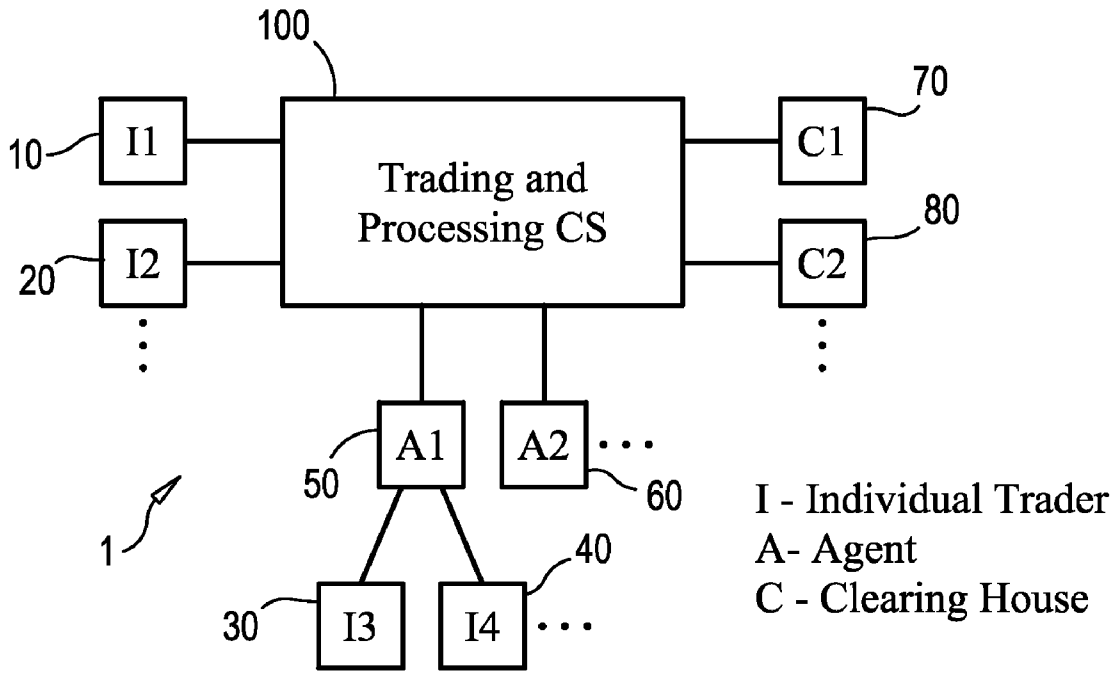 100
70
10
I1
Trading and
Processing CS
C1
80
20
I2
C2
50
A1
A2
60
1
30
I3
I4
40
I - Individual Trader
A- Agent
C - Clearing House